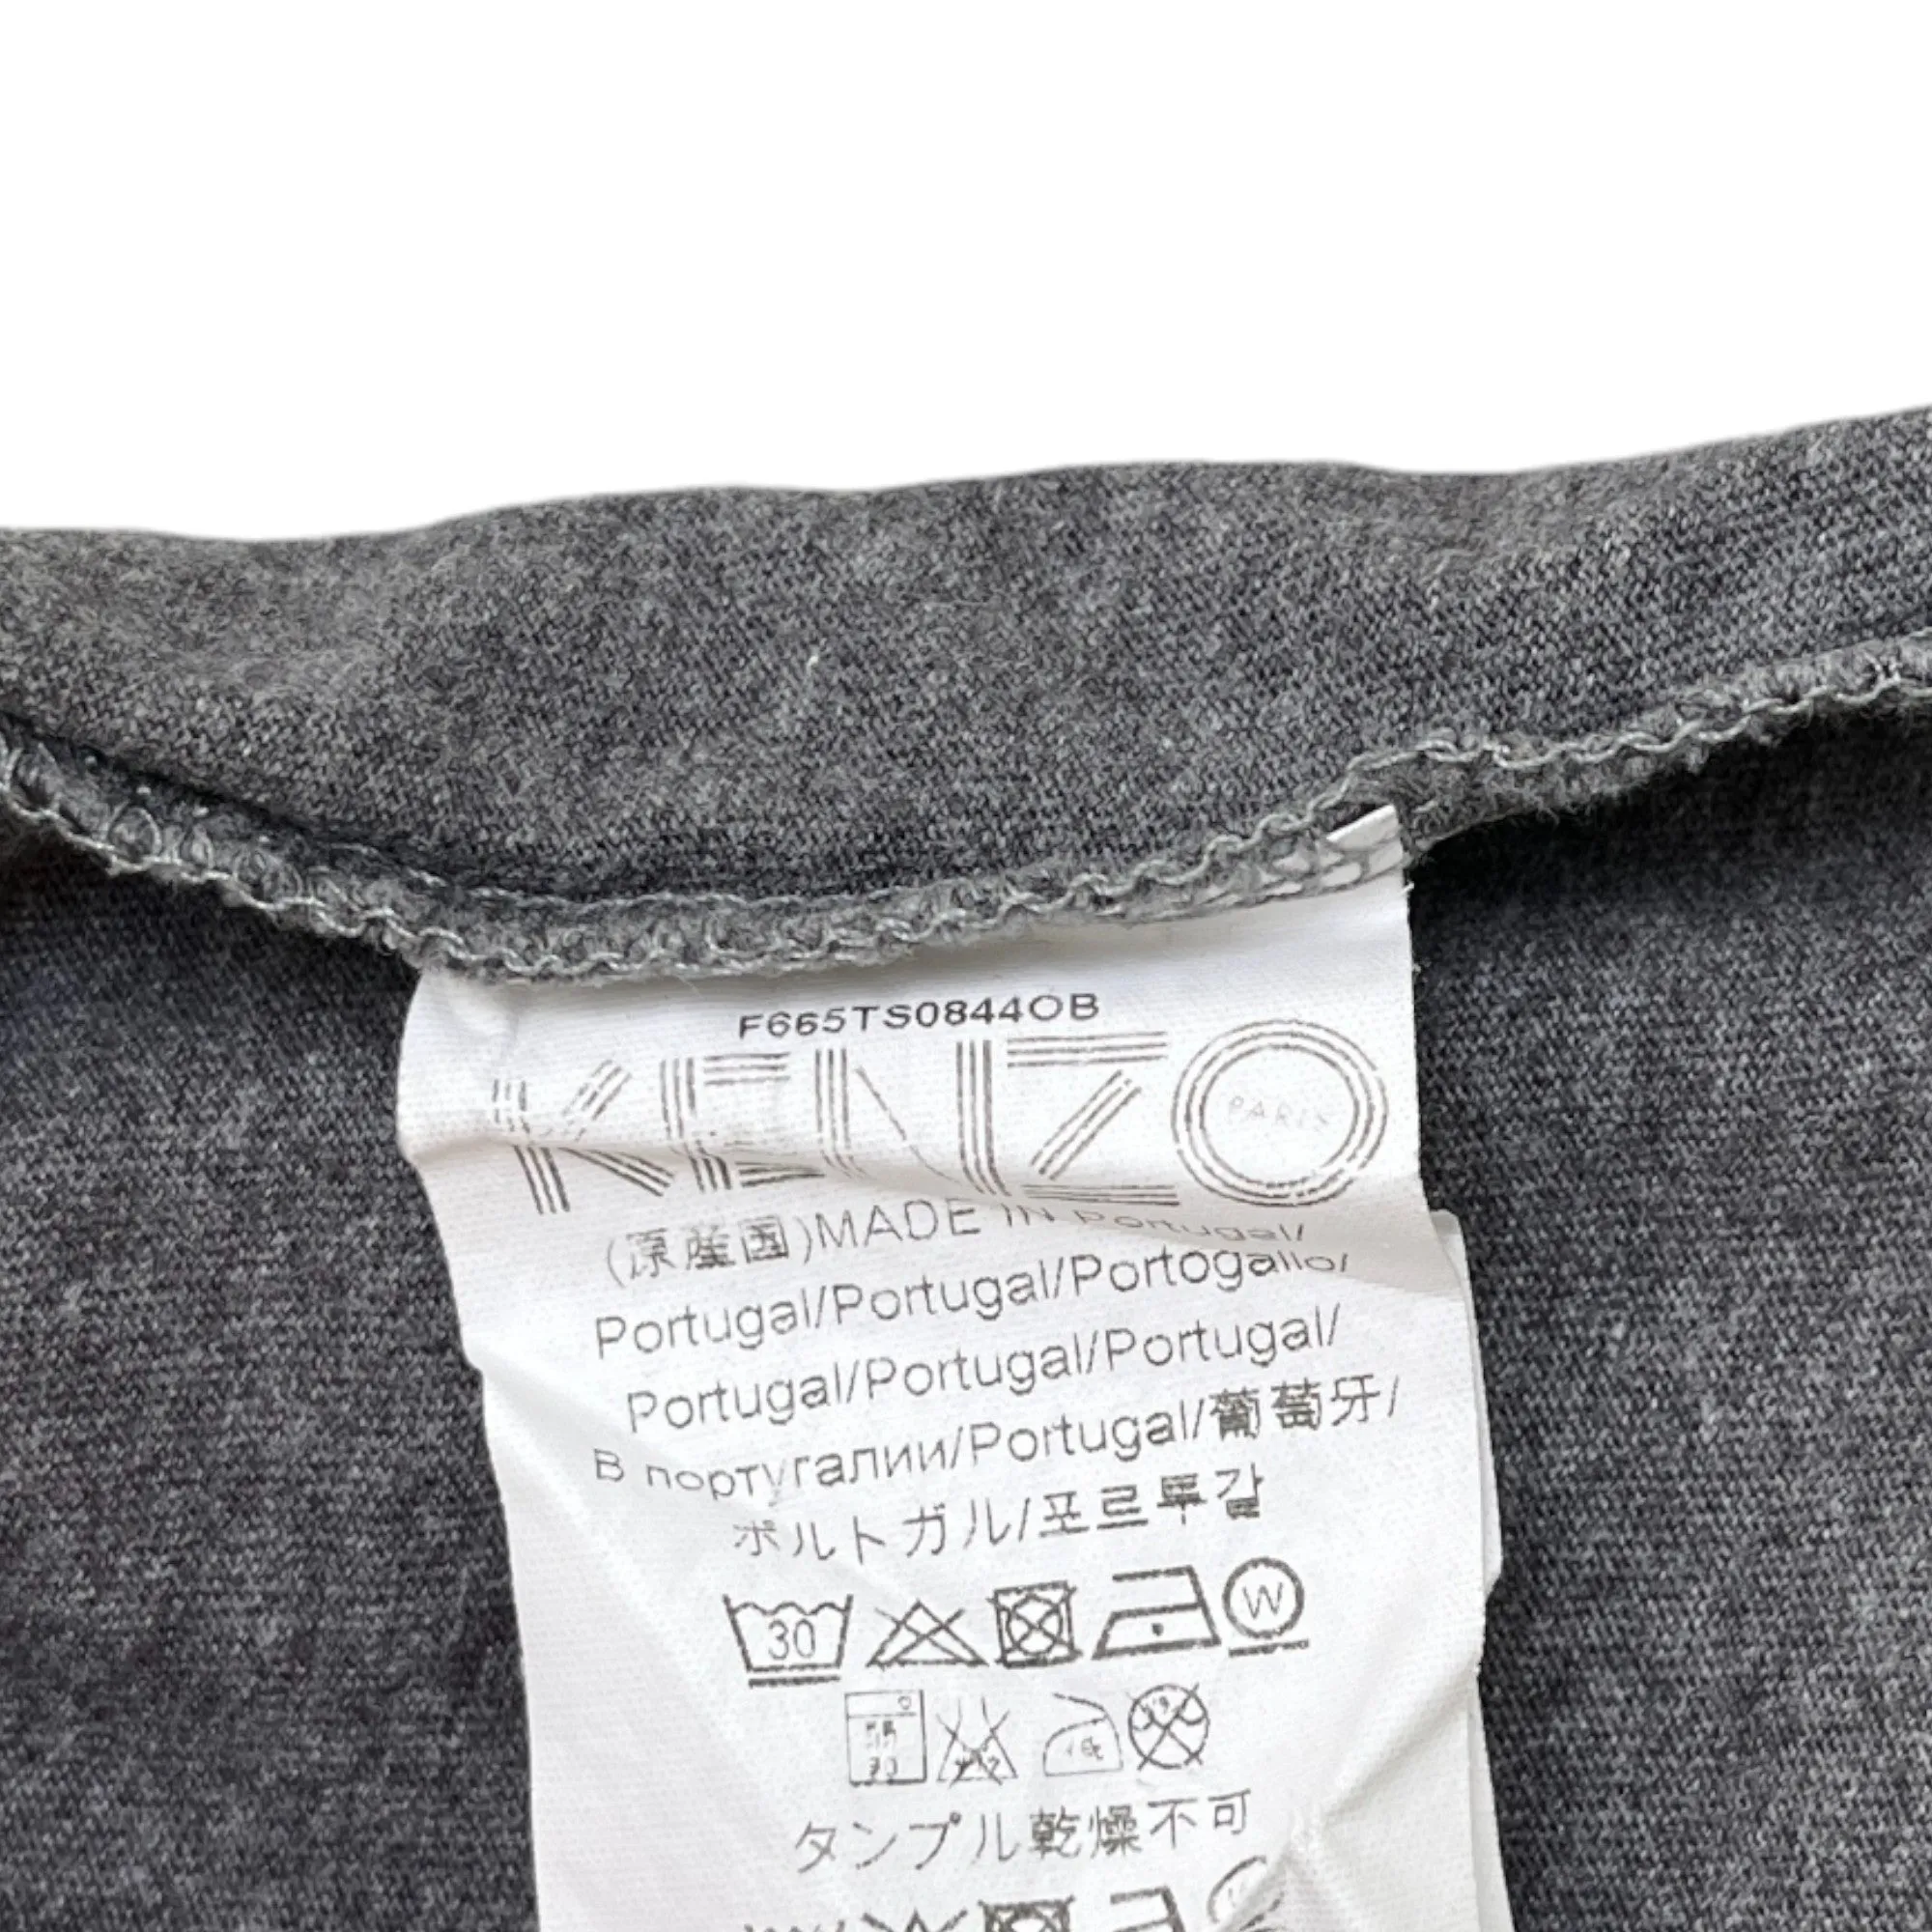 F665TS0844OB
KENZO
PARIS
(原産国)MADE IN Portugal/
Portugal/Portugal/Portogallo/
Portugal/Portugal/Portugal/
В португалии/Portugal/葡萄牙/
ポルトガル/포르투갈
30 W
タンブル乾燥不可